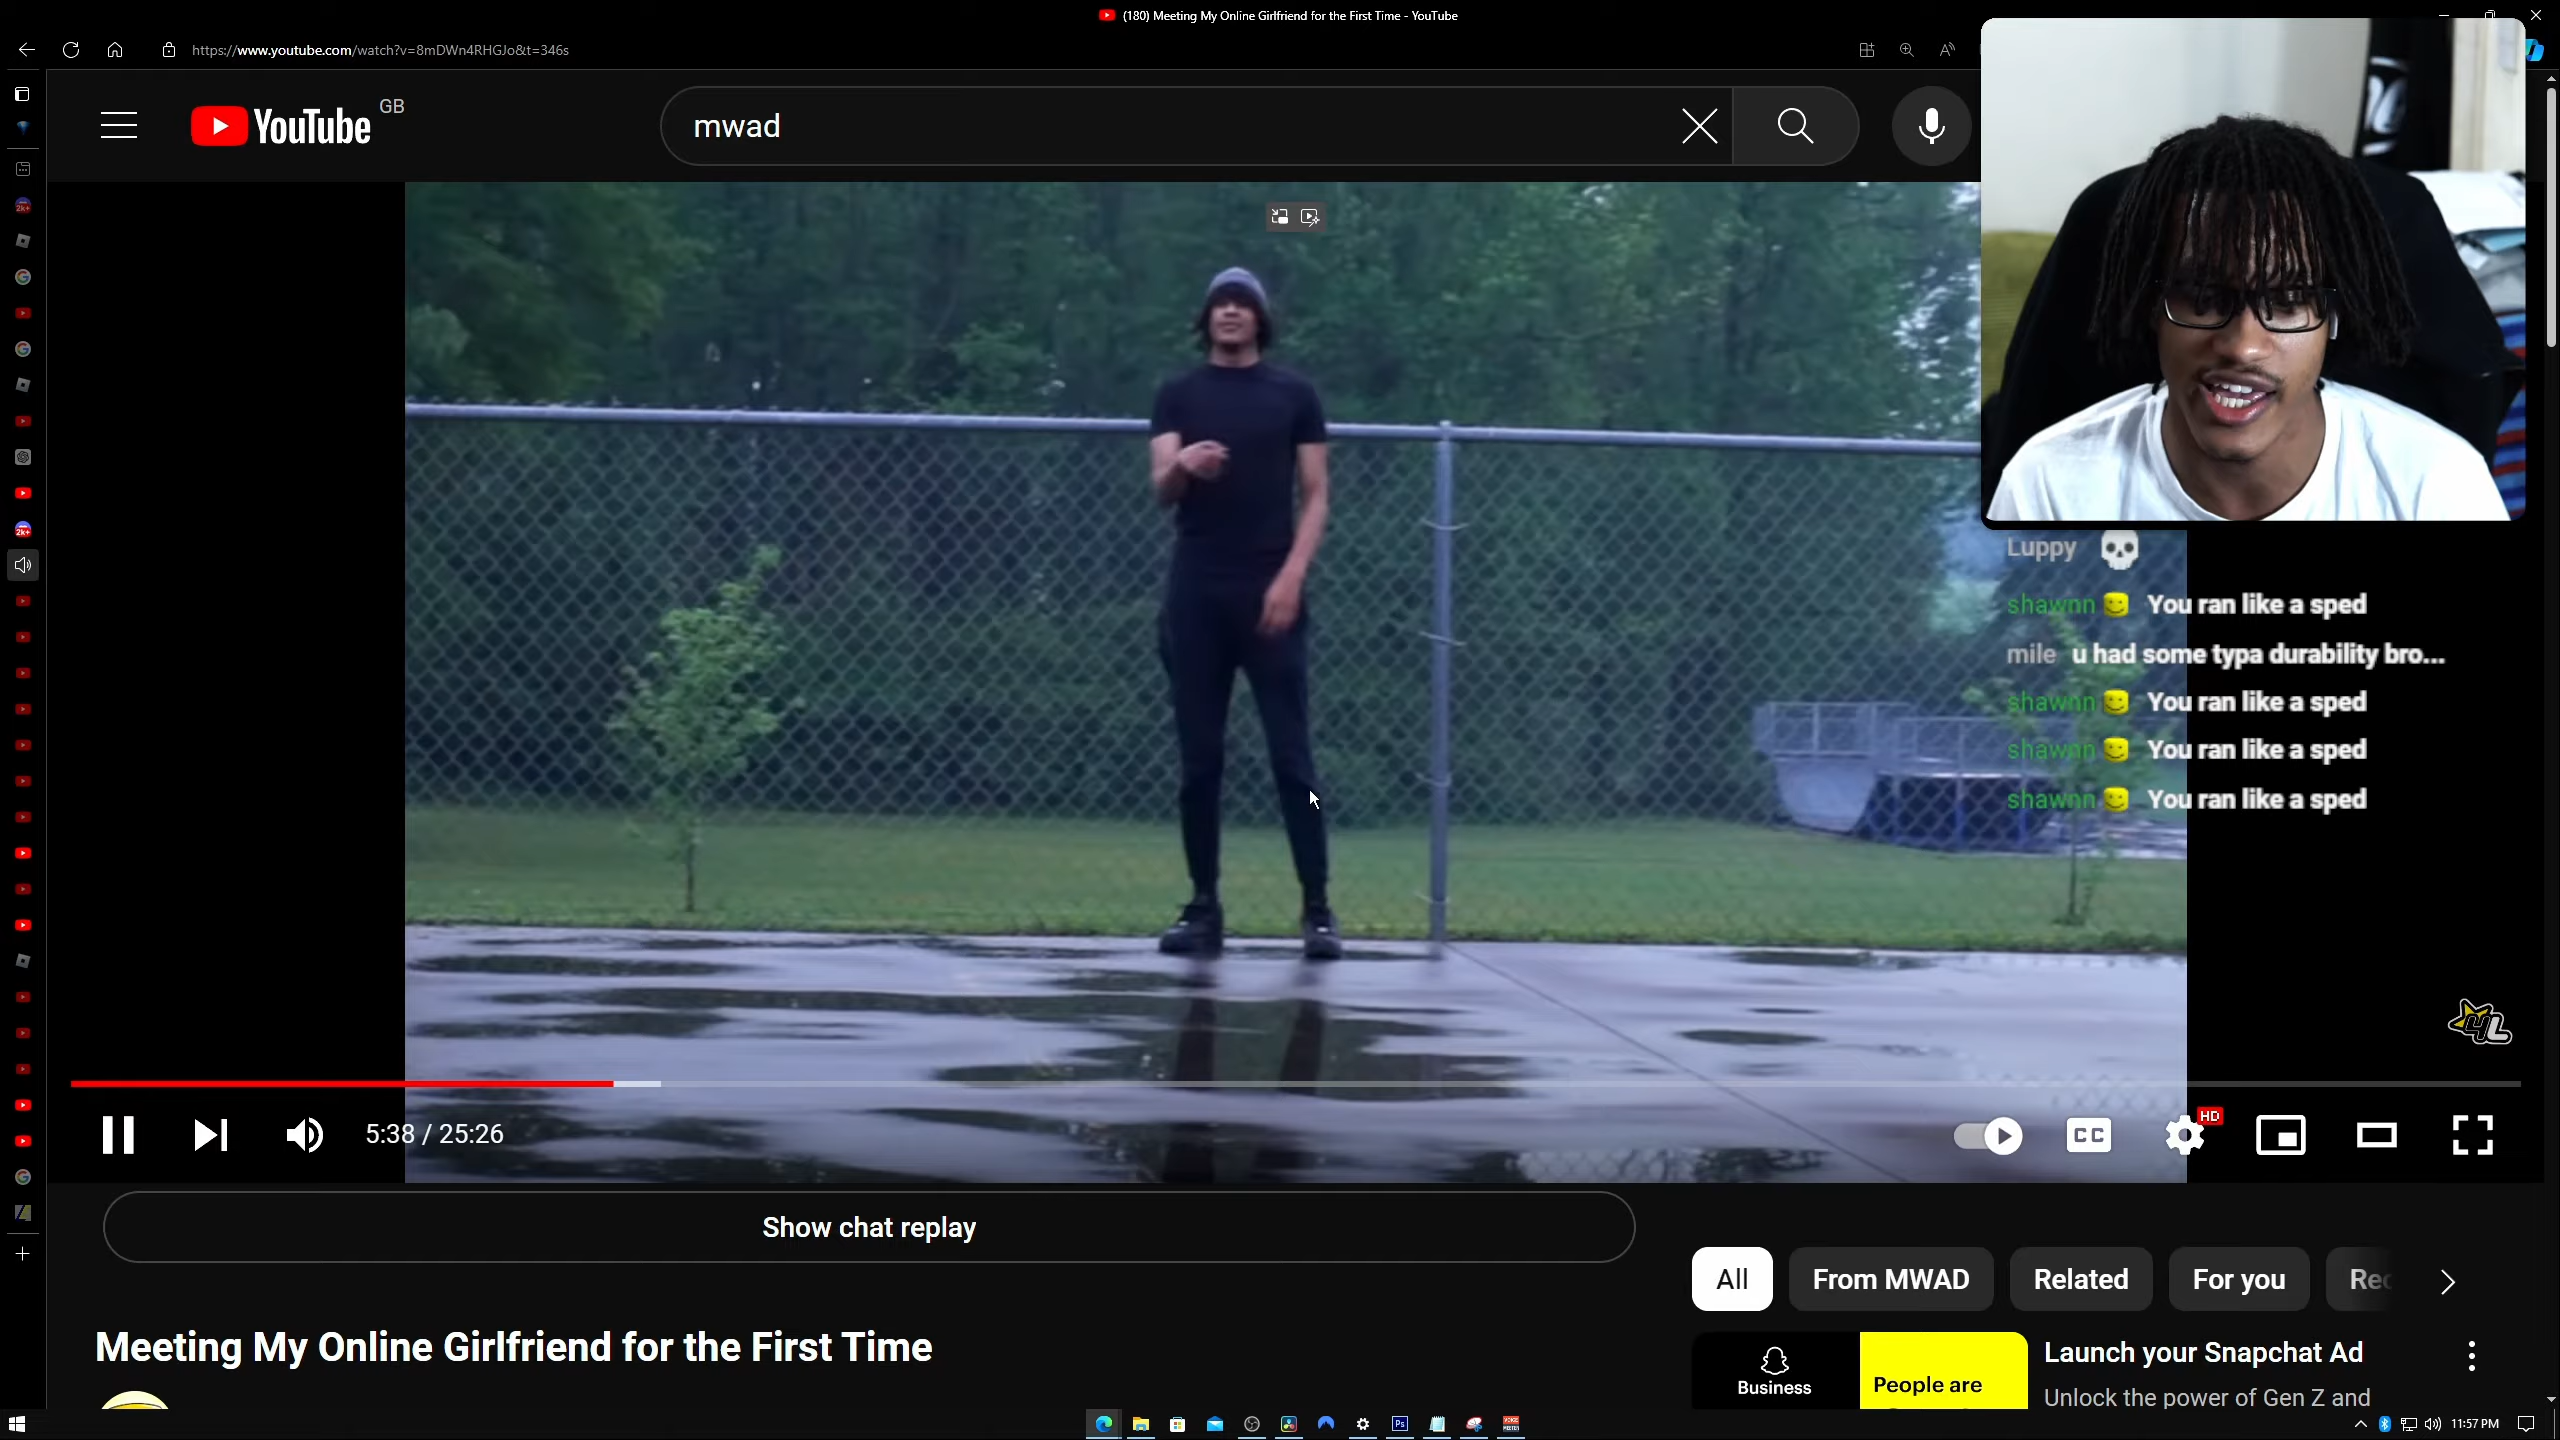 (180) Meeting My Online Girlfriend for the First Time - YouTube
https://www.youtube.com/watch?v=8mDWn4RHGJo&t=346s
YouTube GB
mwad
Luppy
shawnn You ran like a sped
mile u had some typa durability bro...
shawnn You ran like a sped
shawnn You ran like a sped
shawnn You ran like a sped
4L
5:38 / 25:26
CC
HD
Show chat replay
All
From MWAD
Related
For you
Rec
Meeting My Online Girlfriend for the First Time
Business
People are
Launch your Snapchat Ad
Unlock the power of Gen Z and
Ps
11:57 PM